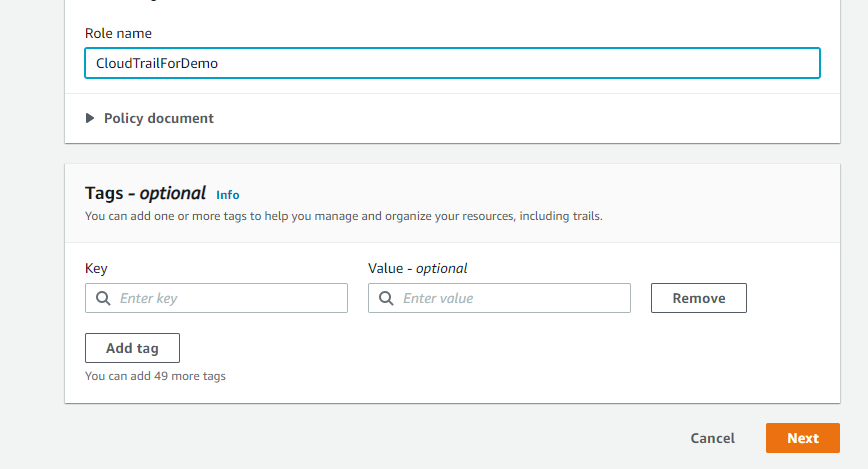 Role name
CloudTrailForDemo
Policy document
Tags - optional Info
You can add one or more tags to help you manage and organize your resources, including trails.
Key Value - optional
Enter key Enter value Remove
Add tag
You can add 49 more tags
Cancel Next